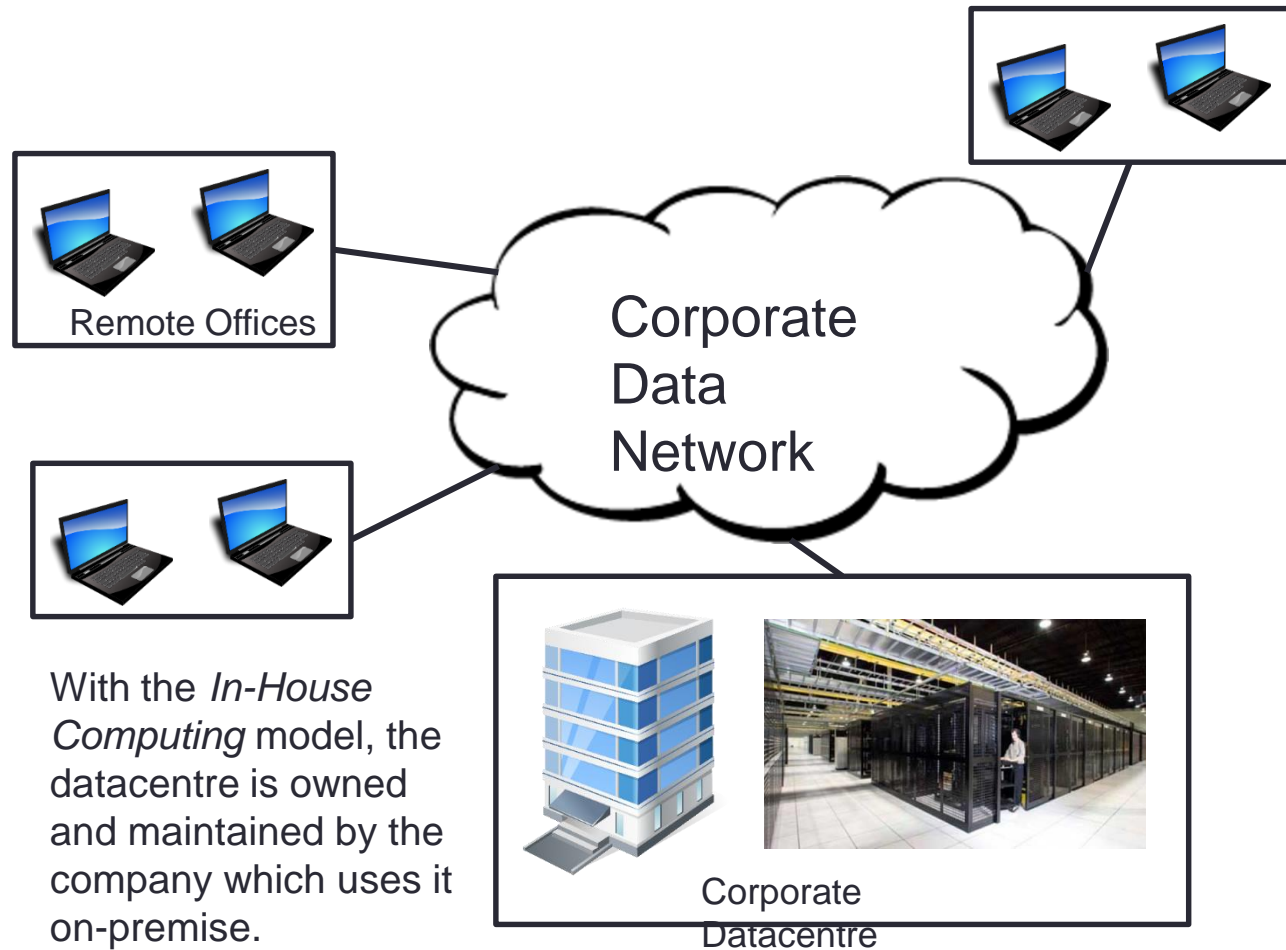 Remote Offices
Corporate
Data
Network
With the In-House
Computing model, the
datacentre is owned
and maintained by the
company which uses it
on-premise.
Corporate
Datacentre